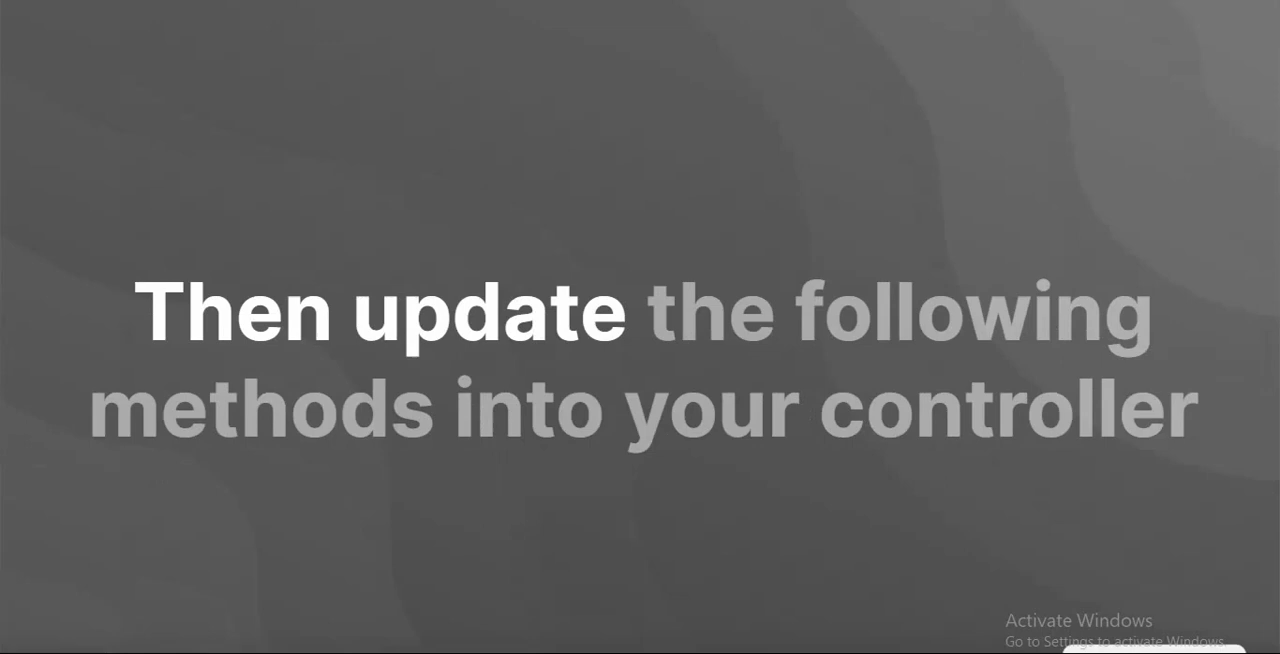 Then update the following
methods into your controller
Activate Windows
Go to Settings to activate Windows.